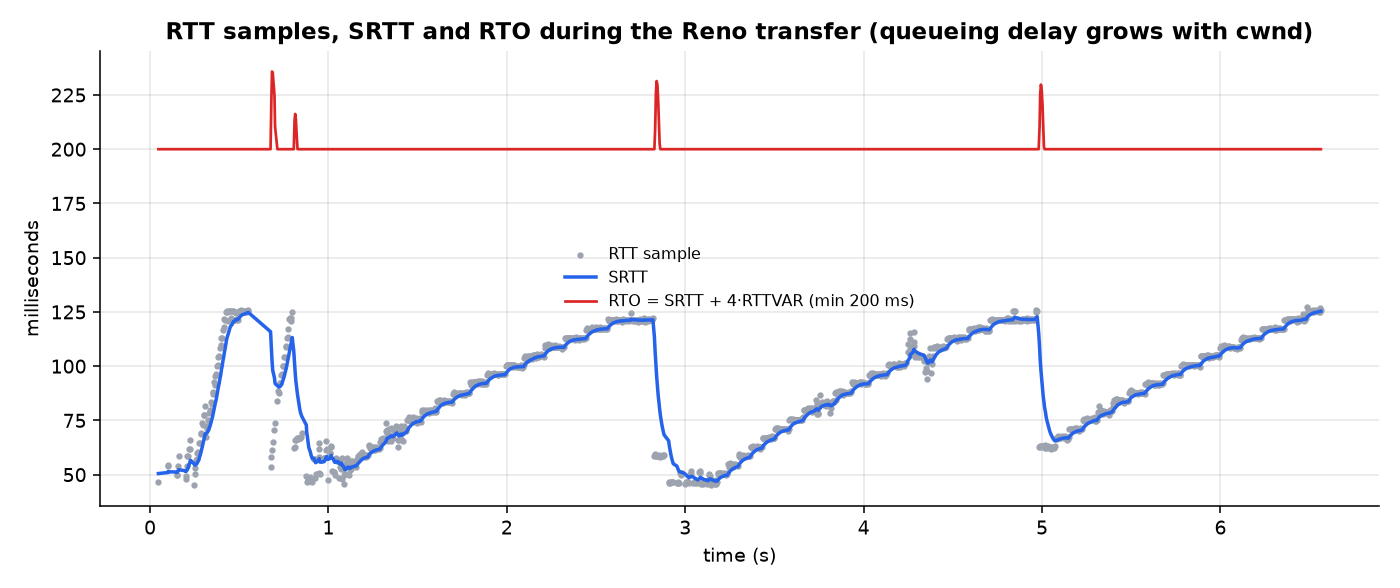 RTT samples, SRTT and RTO during the Reno transfer (queueing delay grows with cwnd)
milliseconds
225
200
175
150
125
100
75
50
RTT sample
SRTT
RTO = SRTT + 4·RTTVAR (min 200 ms)
0 1 2 3 4 5 6
time (s)